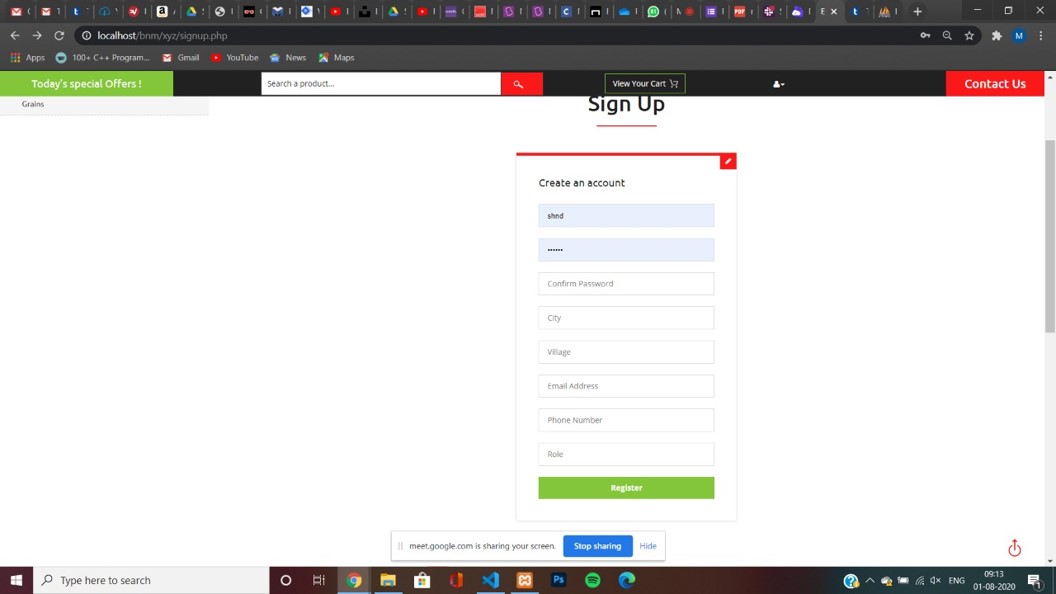 localhost/bnm/xyz/signup.php
M
Apps
100+ C++ Program...
Gmail
YouTube
News
Maps
Today's special Offers !
Search a product...
View Your Cart
Contact Us
Grains
Sign Up
Create an account
shnd
••••••
Confirm Password
City
Village
Email Address
Phone Number
Role
Register
meet.google.com is sharing your screen.
Stop sharing
Hide
Type here to search
Ps
ENG
09:13
01-08-2020
1